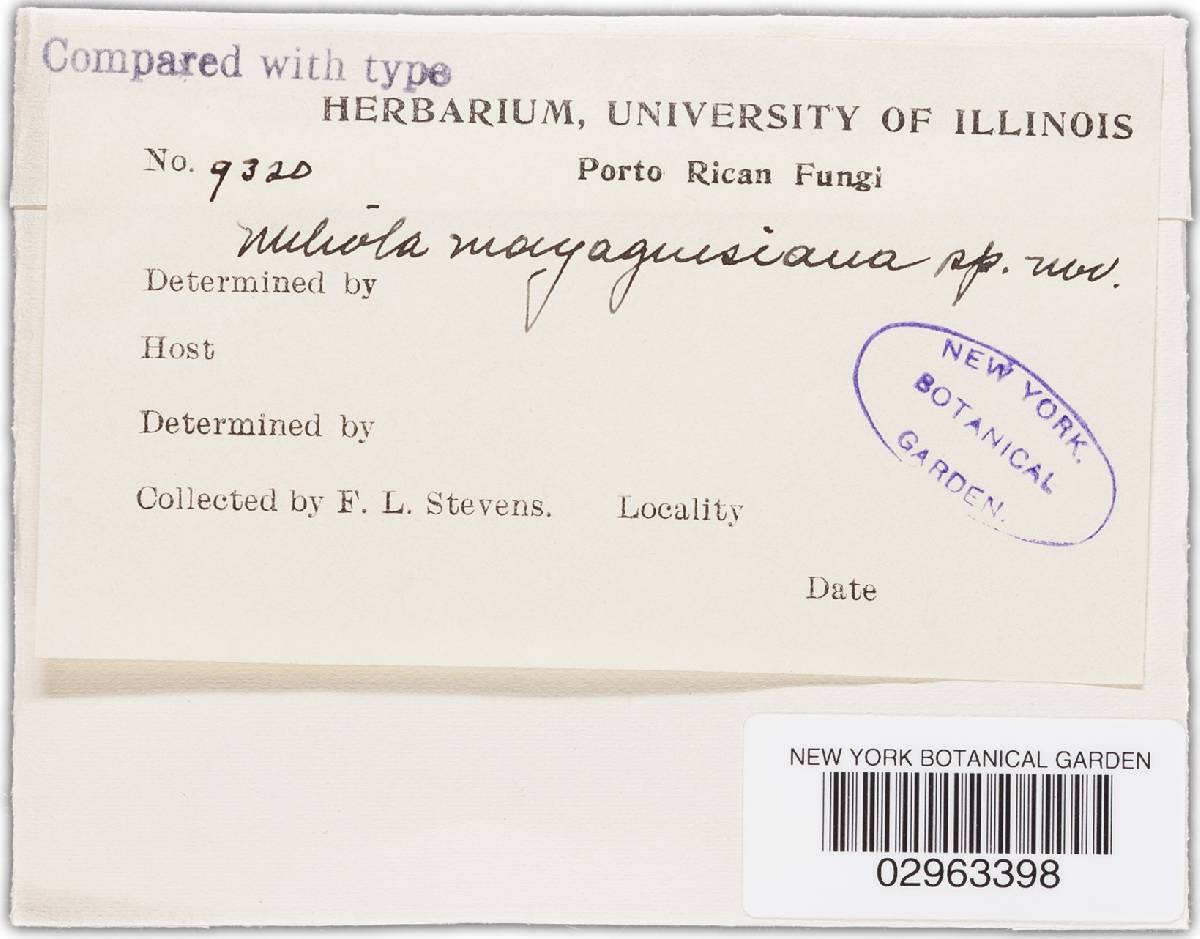 Compared with type
HERBARIUM, UNIVERSITY OF ILLINOIS
No. 9320 Porto Rican Fungi
Meliola mayaguesiana sp. nov.
Determined by
Host
Determined by
Collected by F. L. Stevens. Locality
Date
NEW YORK
BOTANICAL
GARDEN.
NEW YORK BOTANICAL GARDEN
02963398